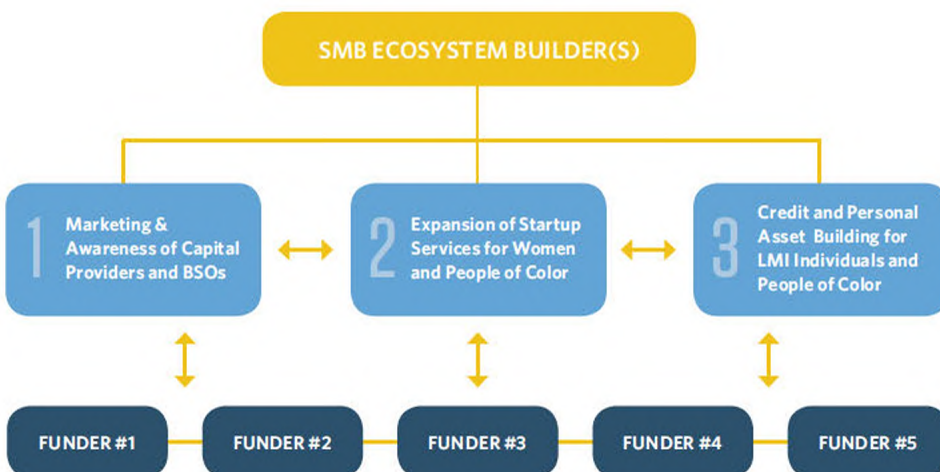 SMB ECOSYSTEM BUILDER(S)
1
Marketing &
Awareness of Capital
Providers and BSOs
2
Expansion of Startup
Services for Women
and People of Color
3
Credit and Personal
Asset Building for
LMI Individuals and
People of Color
FUNDER #1
FUNDER #2
FUNDER #3
FUNDER #4
FUNDER #5